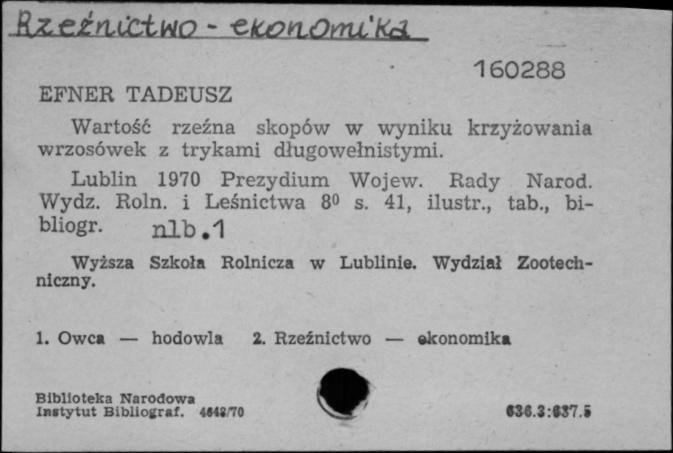 Rzeźnictwo - ekonomika
160288
EFNER TADEUSZ
Wartość rzeźna skopów w wyniku krzyżowania
wrzosówek z trykami długowełnistymi.
Lublin 1970 Prezydium Wojew. Rady Narod.
Wydz. Roln. i Leśnictwa 8⁰ s. 41, ilustr., tab., bi-
bliogr. nlb.1
Wyższa Szkoła Rolnicza w Lublinie. Wydział Zootech-
niczny.
1. Owca — hodowla 2. Rzeźnictwo — ekonomika
Biblioteka Narodowa
Instytut Bibliograf. 4648/70
636.3:637.5